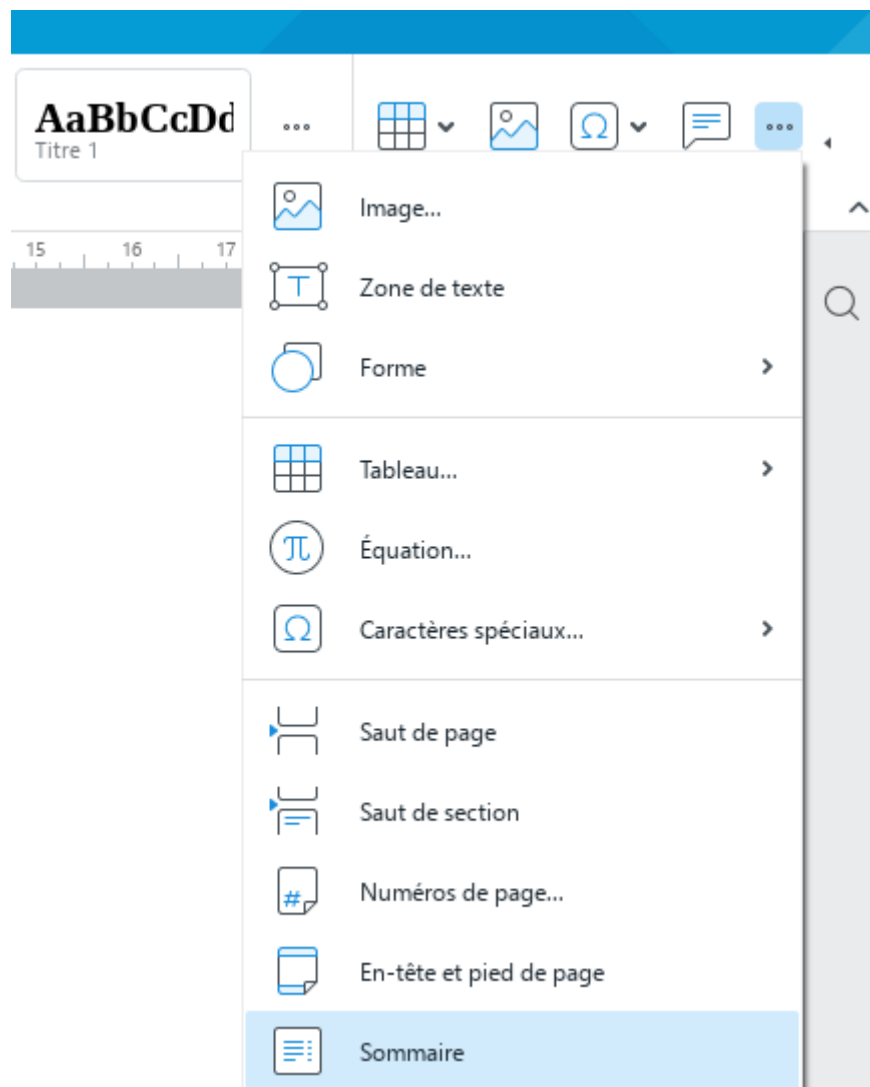 AaBbCcDd
Titre 1
15 16 17
Image...
Zone de texte
Forme
Tableau...
Équation...
Caractères spéciaux...
Saut de page
Saut de section
Numéros de page...
En-tête et pied de page
Sommaire